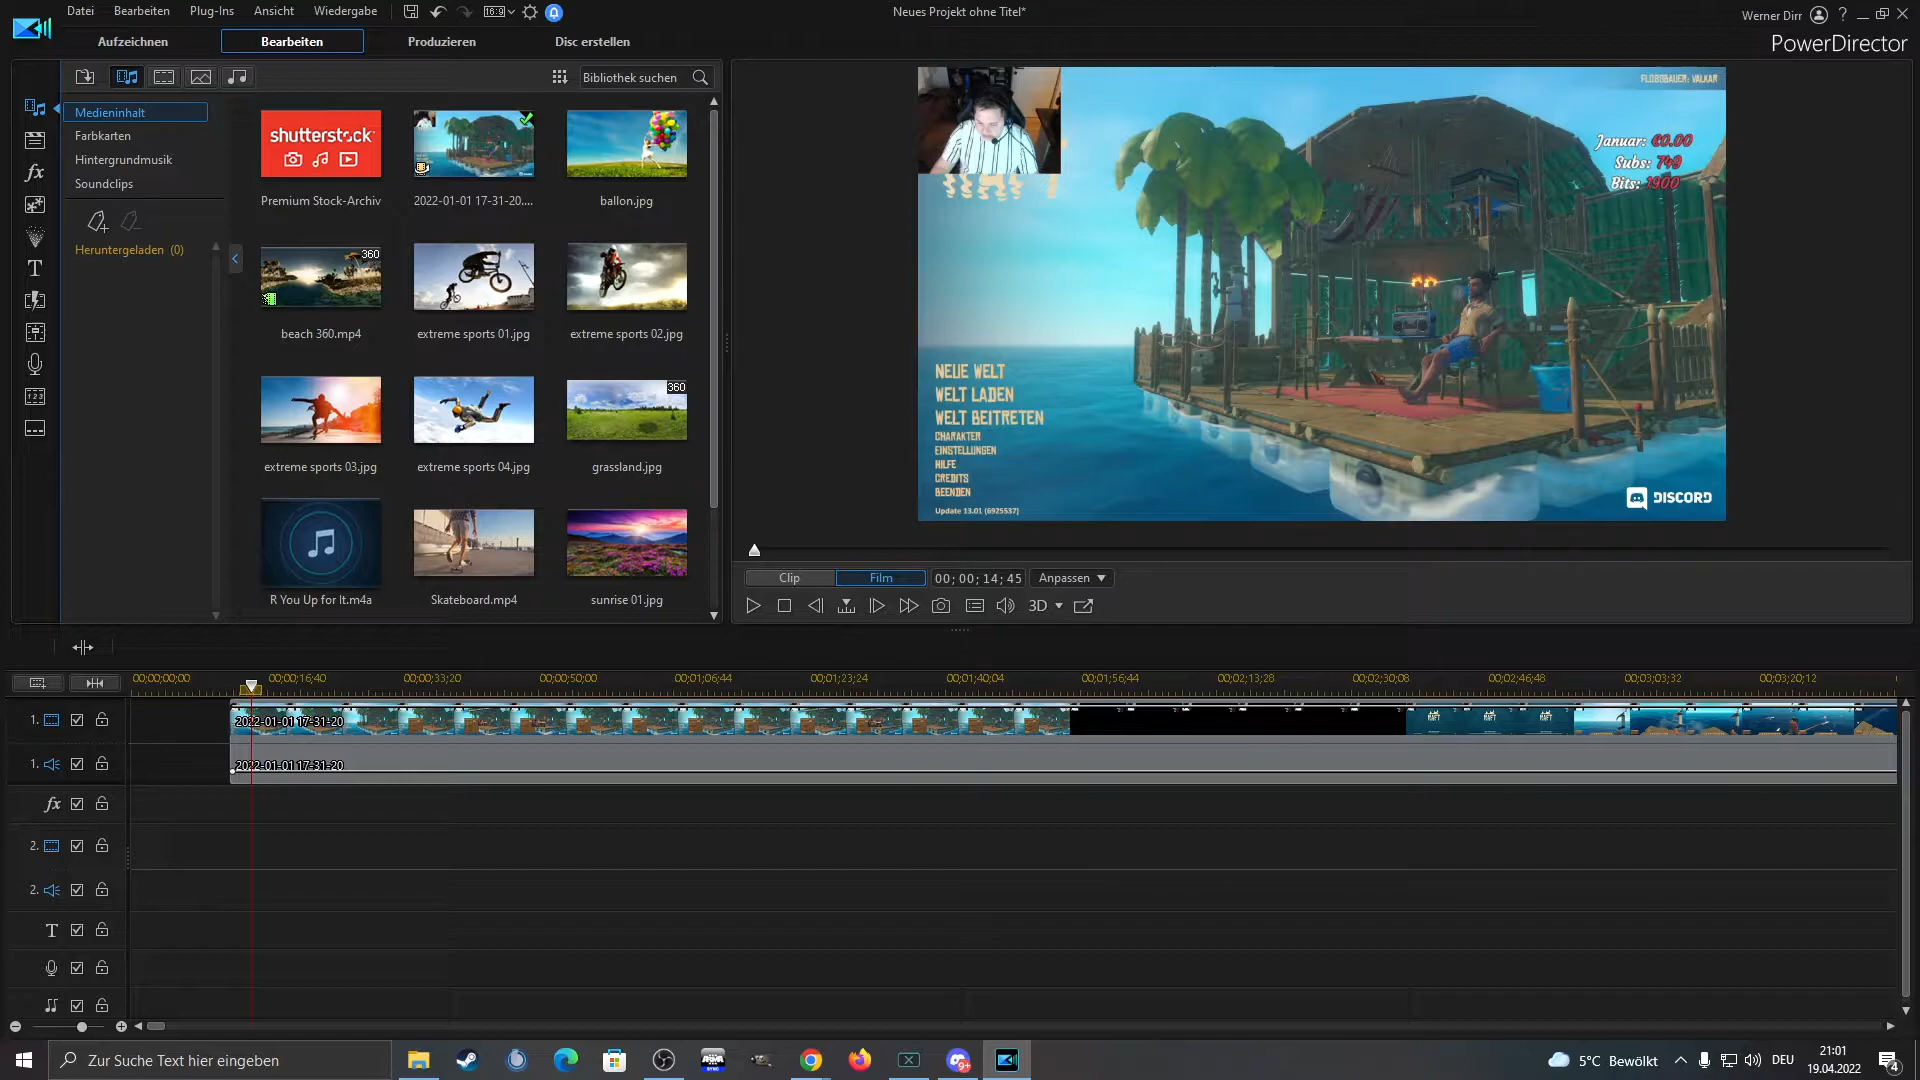 Datei Bearbeiten Plug-Ins Ansicht Wiedergabe
16:9
Neues Projekt ohne Titel*
Werner Dirr
?
PowerDirector
Aufzeichnen Bearbeiten Produzieren Disc erstellen
Bibliothek suchen
Medieninhalt
Farbkarten
Hintergrundmusik
Soundclips
Heruntergeladen (0)
shutterstock
Premium Stock-Archiv
2022-01-01 17-31-20....
ballon.jpg
360
beach 360.mp4
extreme sports 01.jpg
extreme sports 02.jpg
360
extreme sports 03.jpg
extreme sports 04.jpg
grassland.jpg
R You Up for It.m4a
Skateboard.mp4
sunrise 01.jpg
fx
T
Januar: €0.00
Subs: 749
Bits: 1900
NEUE WELT
WELT LADEN
WELT BEITRETEN
CHARAKTER
EINSTELLUNGEN
HILFE
CREDITS
BEENDEN
Update 13.01 (6925537)
DISCORD
Clip Film 00;00;14;45 Anpassen
3D
00;00;00;00 00;00;16;40 00;00;33;20 00;00;50;00 00;01;06;44 00;01;23;24 00;01;40;04 00;01;56;44 00;02;13;28 00;02;30;08 00;02;46;48 00;03;03;32 00;03;20;12
1. 2022-01-01 17-31-20
1. 2022-01-01 17-31-20
fx
2.
2.
T
Zur Suche Text hier eingeben
9+
5°C Bewölkt
DEU
21:01
19.04.2022
4